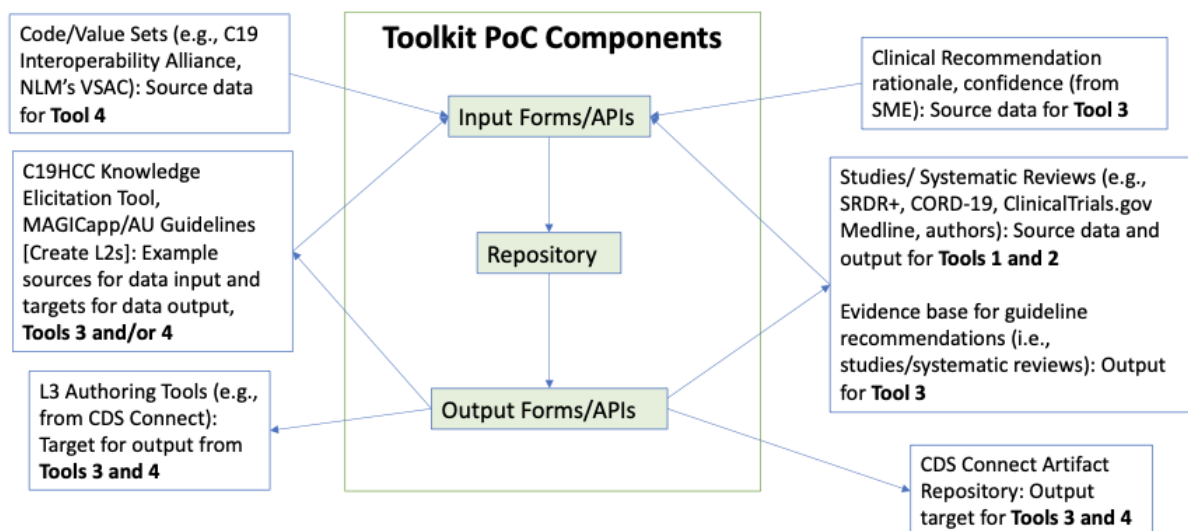 Toolkit PoC Components
Code/Value Sets (e.g., C19
Interoperability Alliance,
NLM's VSAC): Source data
for Tool 4
Clinical Recommendation
rationale, confidence (from
SME): Source data for Tool 3
Input Forms/APIs
C19HCC Knowledge
Elicitation Tool,
MAGICapp/AU Guidelines
[Create L2s]: Example
sources for data input and
targets for data output,
Tools 3 and/or 4
Studies/ Systematic Reviews (e.g.,
SRDR+, CORD-19, ClinicalTrials.gov
Medline, authors): Source data and
output for Tools 1 and 2
Evidence base for guideline
recommendations (i.e.,
studies/systematic reviews): Output
for Tool 3
Repository
L3 Authoring Tools (e.g.,
from CDS Connect):
Target for output from
Tools 3 and 4
Output Forms/APIs
CDS Connect Artifact
Repository: Output
target for Tools 3 and 4